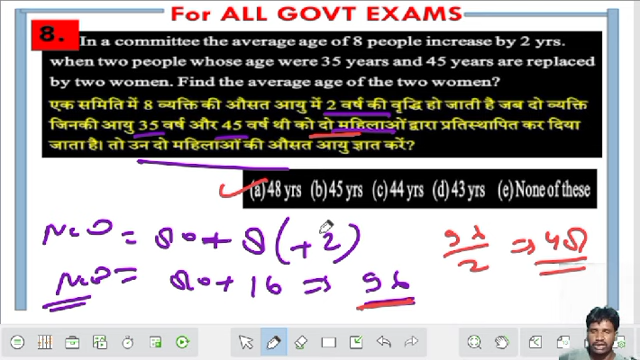 For ALL GOVT EXAMS
8.
In a committee the average age of 8 people increase by 2 yrs.
when two people whose age were 35 years and 45 years are replaced
by two women. Find the average age of the two women?
एक समिति में 8 व्यक्ति की औसत आयु में 2 वर्ष की वृद्धि हो जाती है जब दो व्यक्ति
जिनकी आयु 35 वर्ष और 45 वर्ष थी को दो महिलाओं द्वारा प्रतिस्थापित कर दिया
जाता है। तो उन दो महिलाओं की औसत आयु ज्ञात करें?
(a) 48 yrs (b) 45 yrs (c) 44 yrs (d) 43 yrs (e) None of these
= 80 + 8 (+2)
= 80 + 16 ⇒ 96
96/2 ⇒ 48